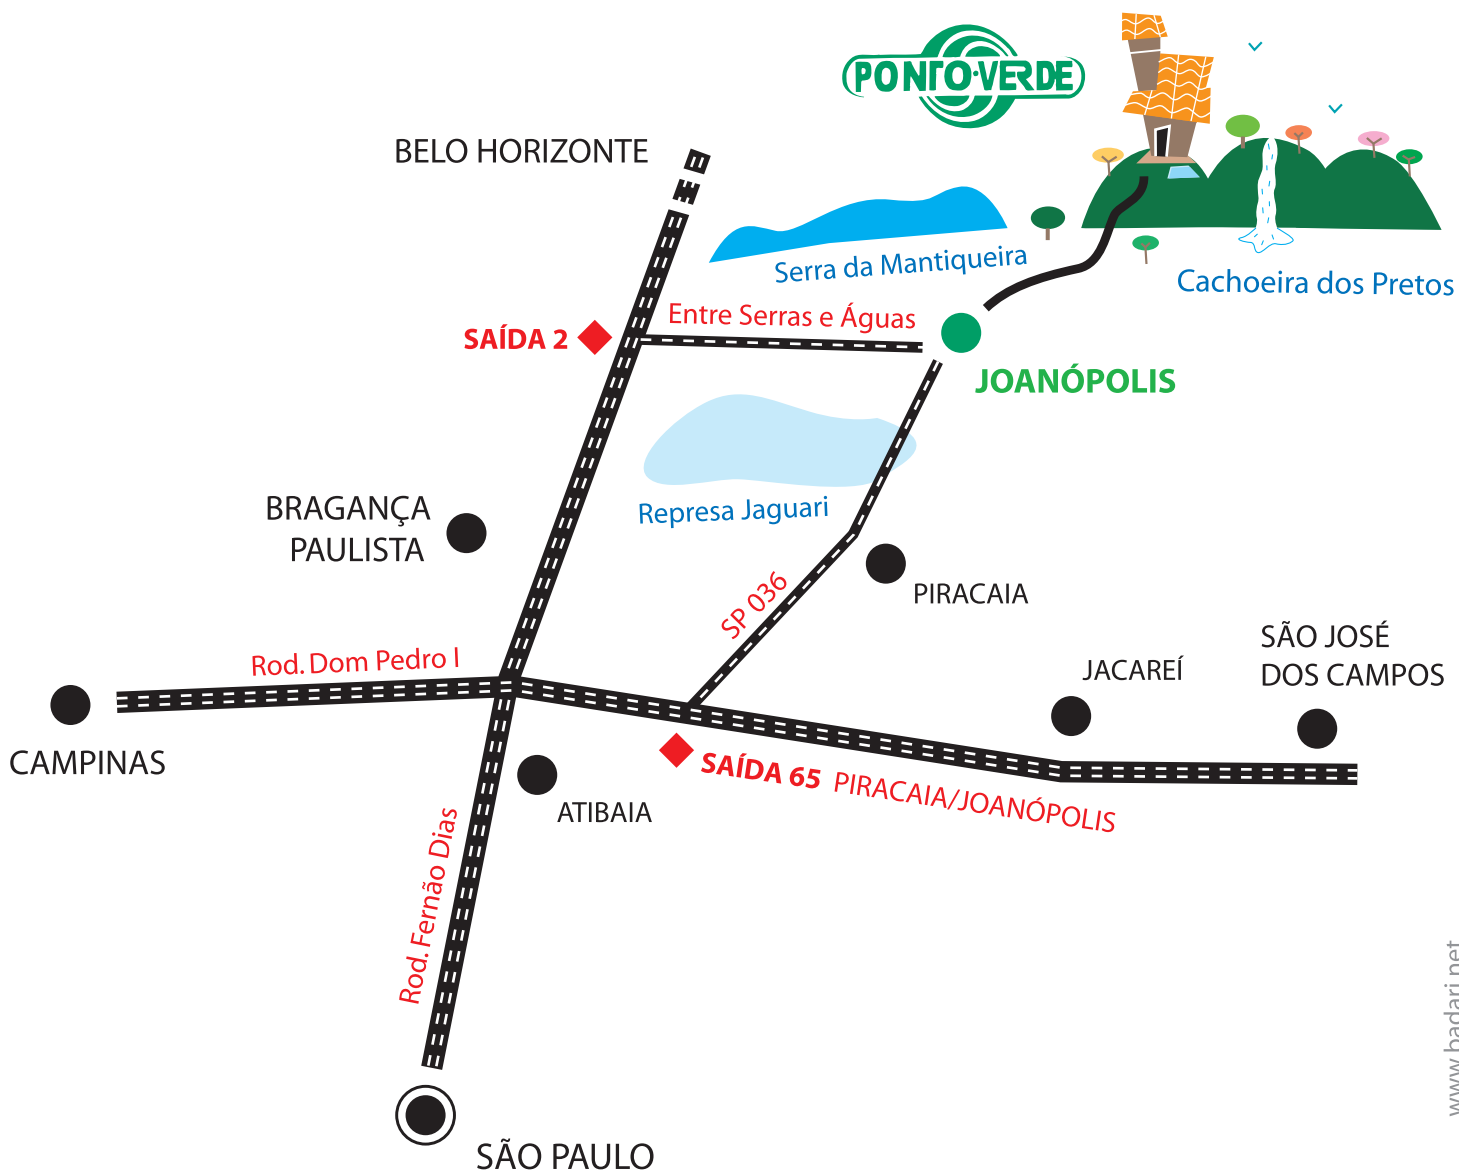 PONTO·VERDE
BELO HORIZONTE
Serra da Mantiqueira
Cachoeira dos Pretos
Entre Serras e Águas
SAÍDA 2
JOANÓPOLIS
Represa Jaguari
BRAGANÇA
PAULISTA
SP 036
PIRACAIA
SÃO JOSÉ
DOS CAMPOS
JACAREÍ
Rod. Dom Pedro I
CAMPINAS
SAÍDA 65 PIRACAIA/JOANÓPOLIS
ATIBAIA
Rod. Fernão Dias
SÃO PAULO
www.badari.net